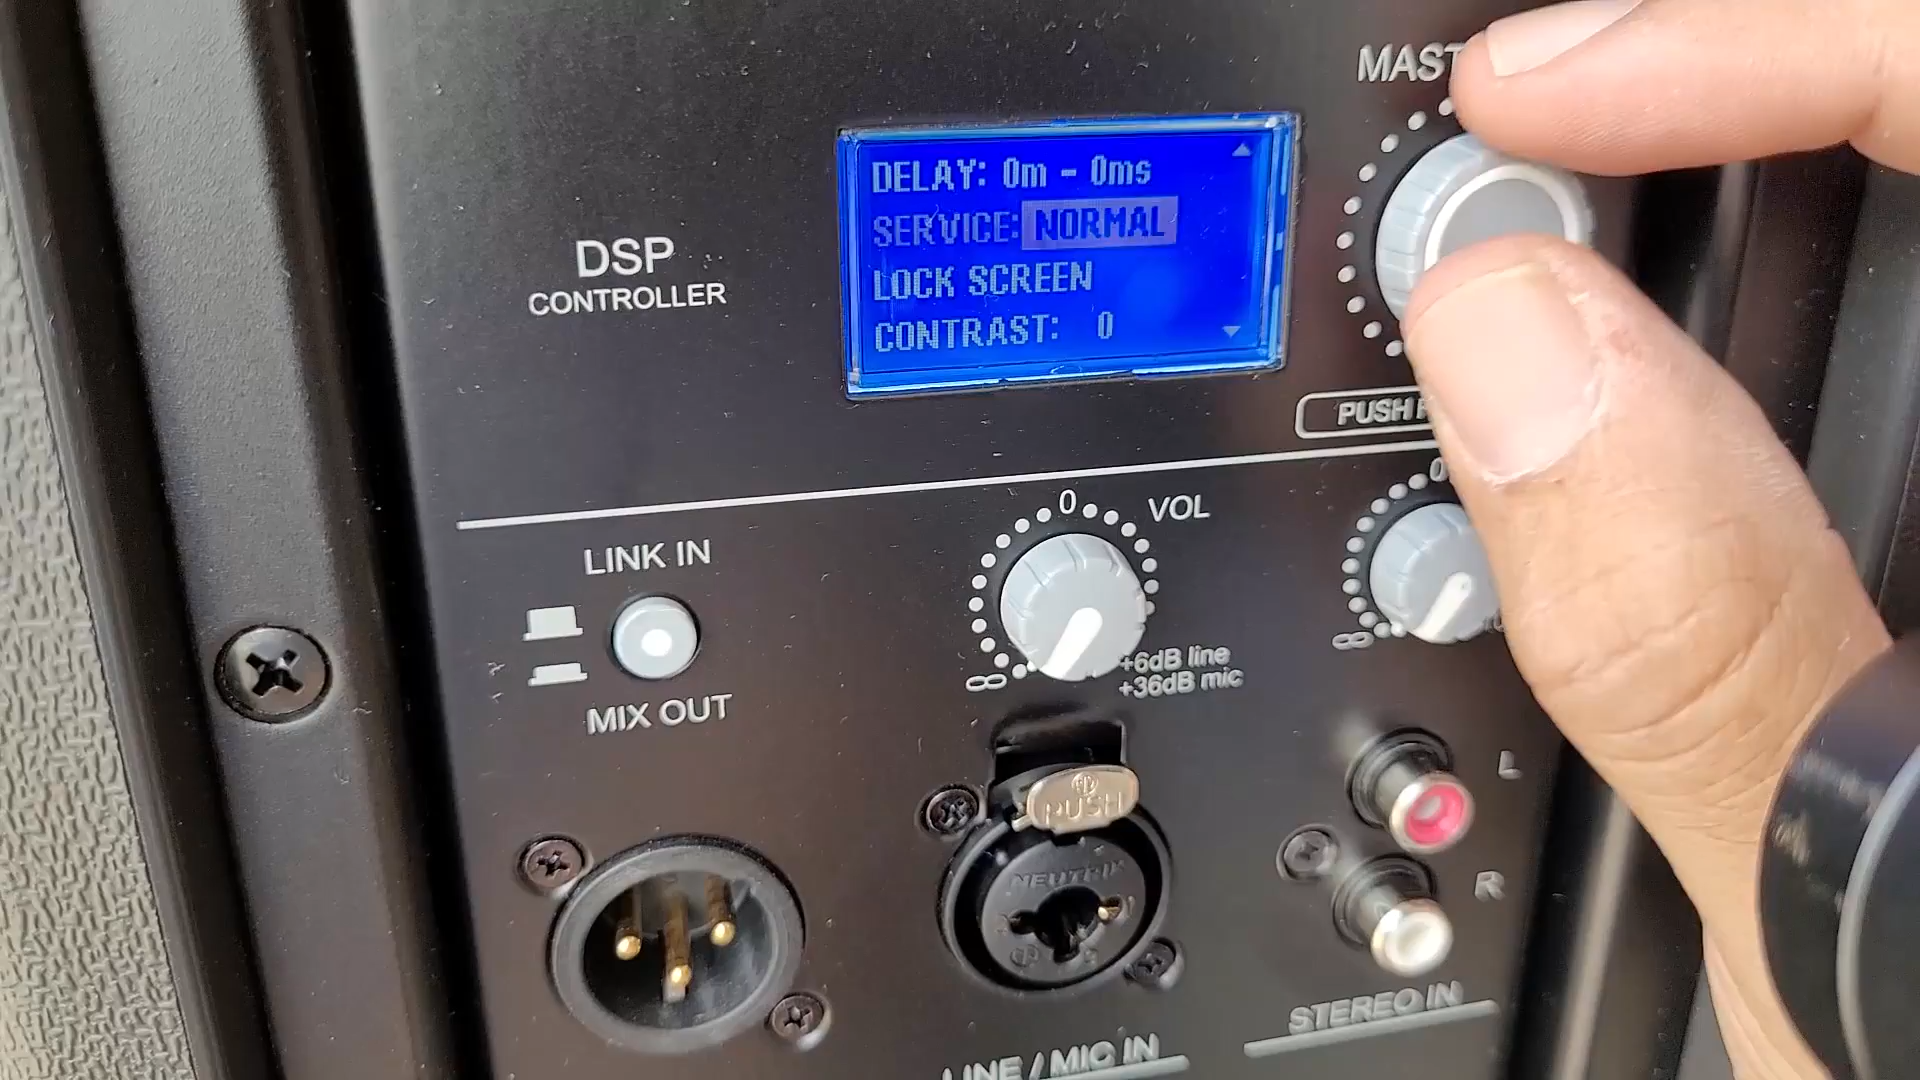 DELAY: 0m - 0ms
SERVICE: NORMAL
LOCK SCREEN
CONTRAST: 0
DSP
CONTROLLER
PUSH
LINK IN
MIX OUT
0
VOL
∞
+6dB line
+36dB mic
0
∞
PUSH
NEUTRIK
L
R
STEREO IN
LINE / MIC IN